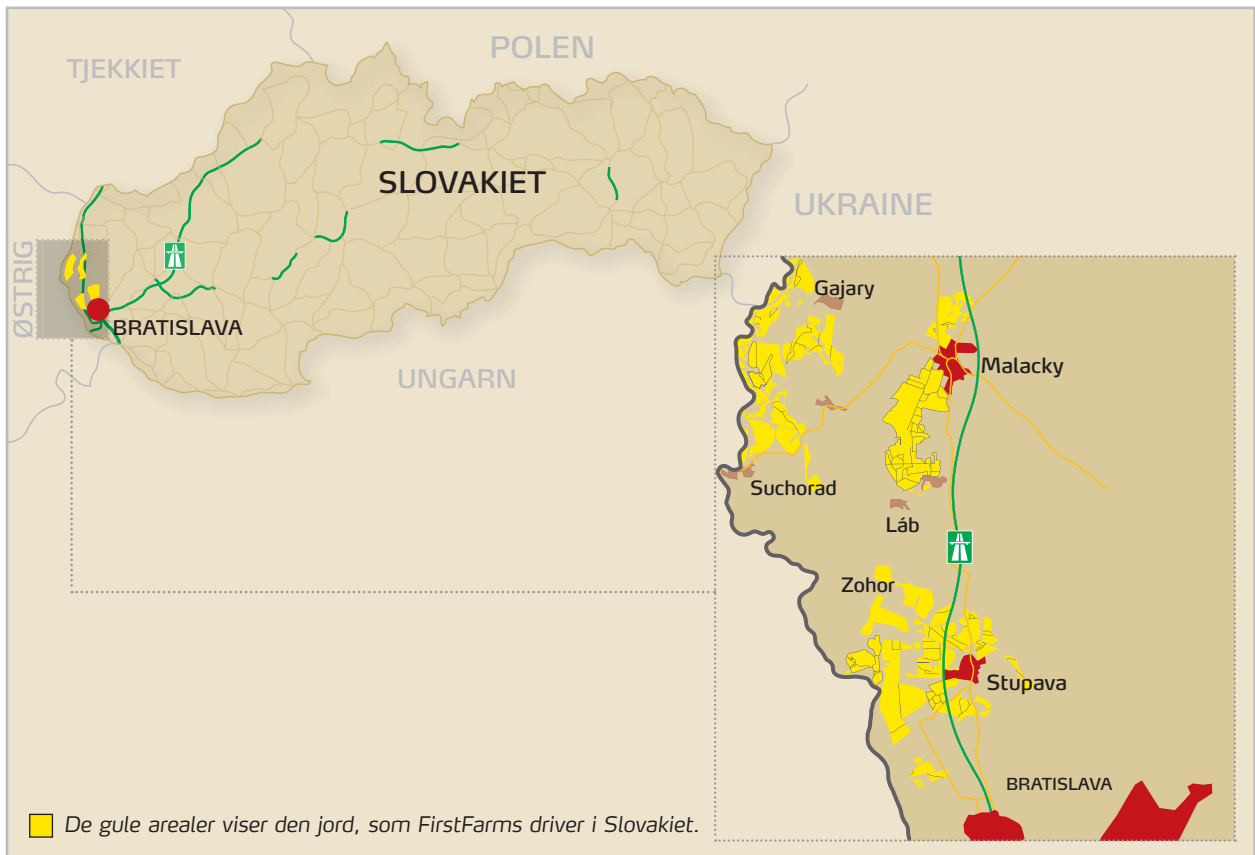 POLEN
TJEKKIET
SLOVAKIET
UKRAINE
ØSTRIG
BRATISLAVA
UNGARN
Gajary
Malacky
Suchorad
Láb
Zohor
Stupava
BRATISLAVA
De gule arealer viser den jord, som FirstFarms driver i Slovakiet.